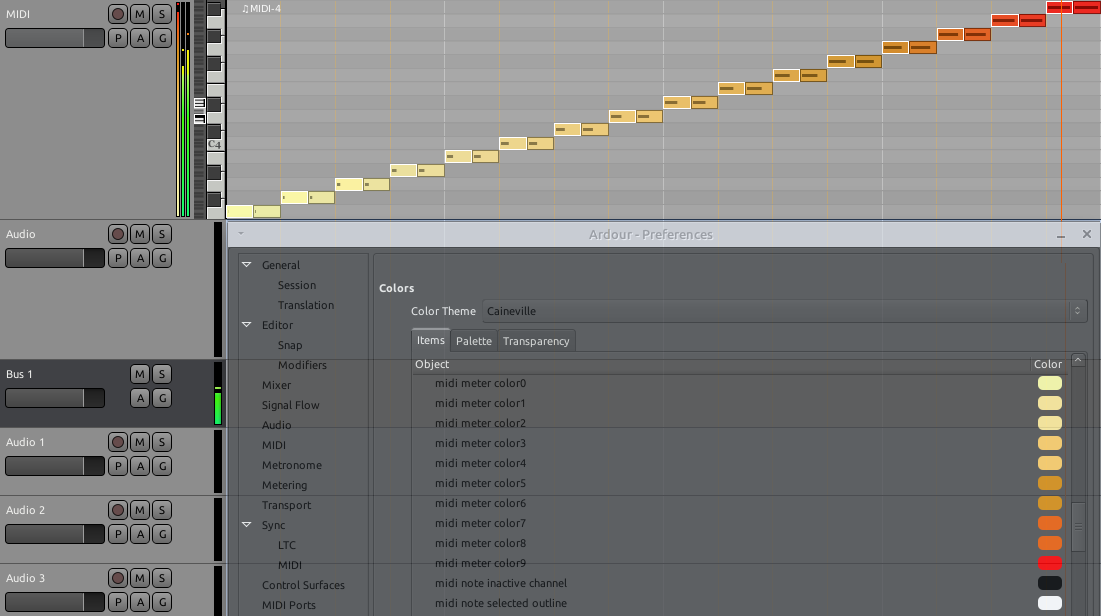 MIDI
M S
P A G
♫MIDI-4
C4
Audio
M S
P A G
Bus 1
M S
A G
Audio 1
M S
P A G
Audio 2
M S
P A G
Audio 3
M S
P A G
Ardour - Preferences
General
Session
Translation
Editor
Snap
Modifiers
Mixer
Signal Flow
Audio
MIDI
Metronome
Metering
Transport
Sync
LTC
MIDI
Control Surfaces
MIDI Ports
Colors
Color Theme Caineville
Items Palette Transparency
Object Color
midi meter color0
midi meter color1
midi meter color2
midi meter color3
midi meter color4
midi meter color5
midi meter color6
midi meter color7
midi meter color8
midi meter color9
midi note inactive channel
midi note selected outline